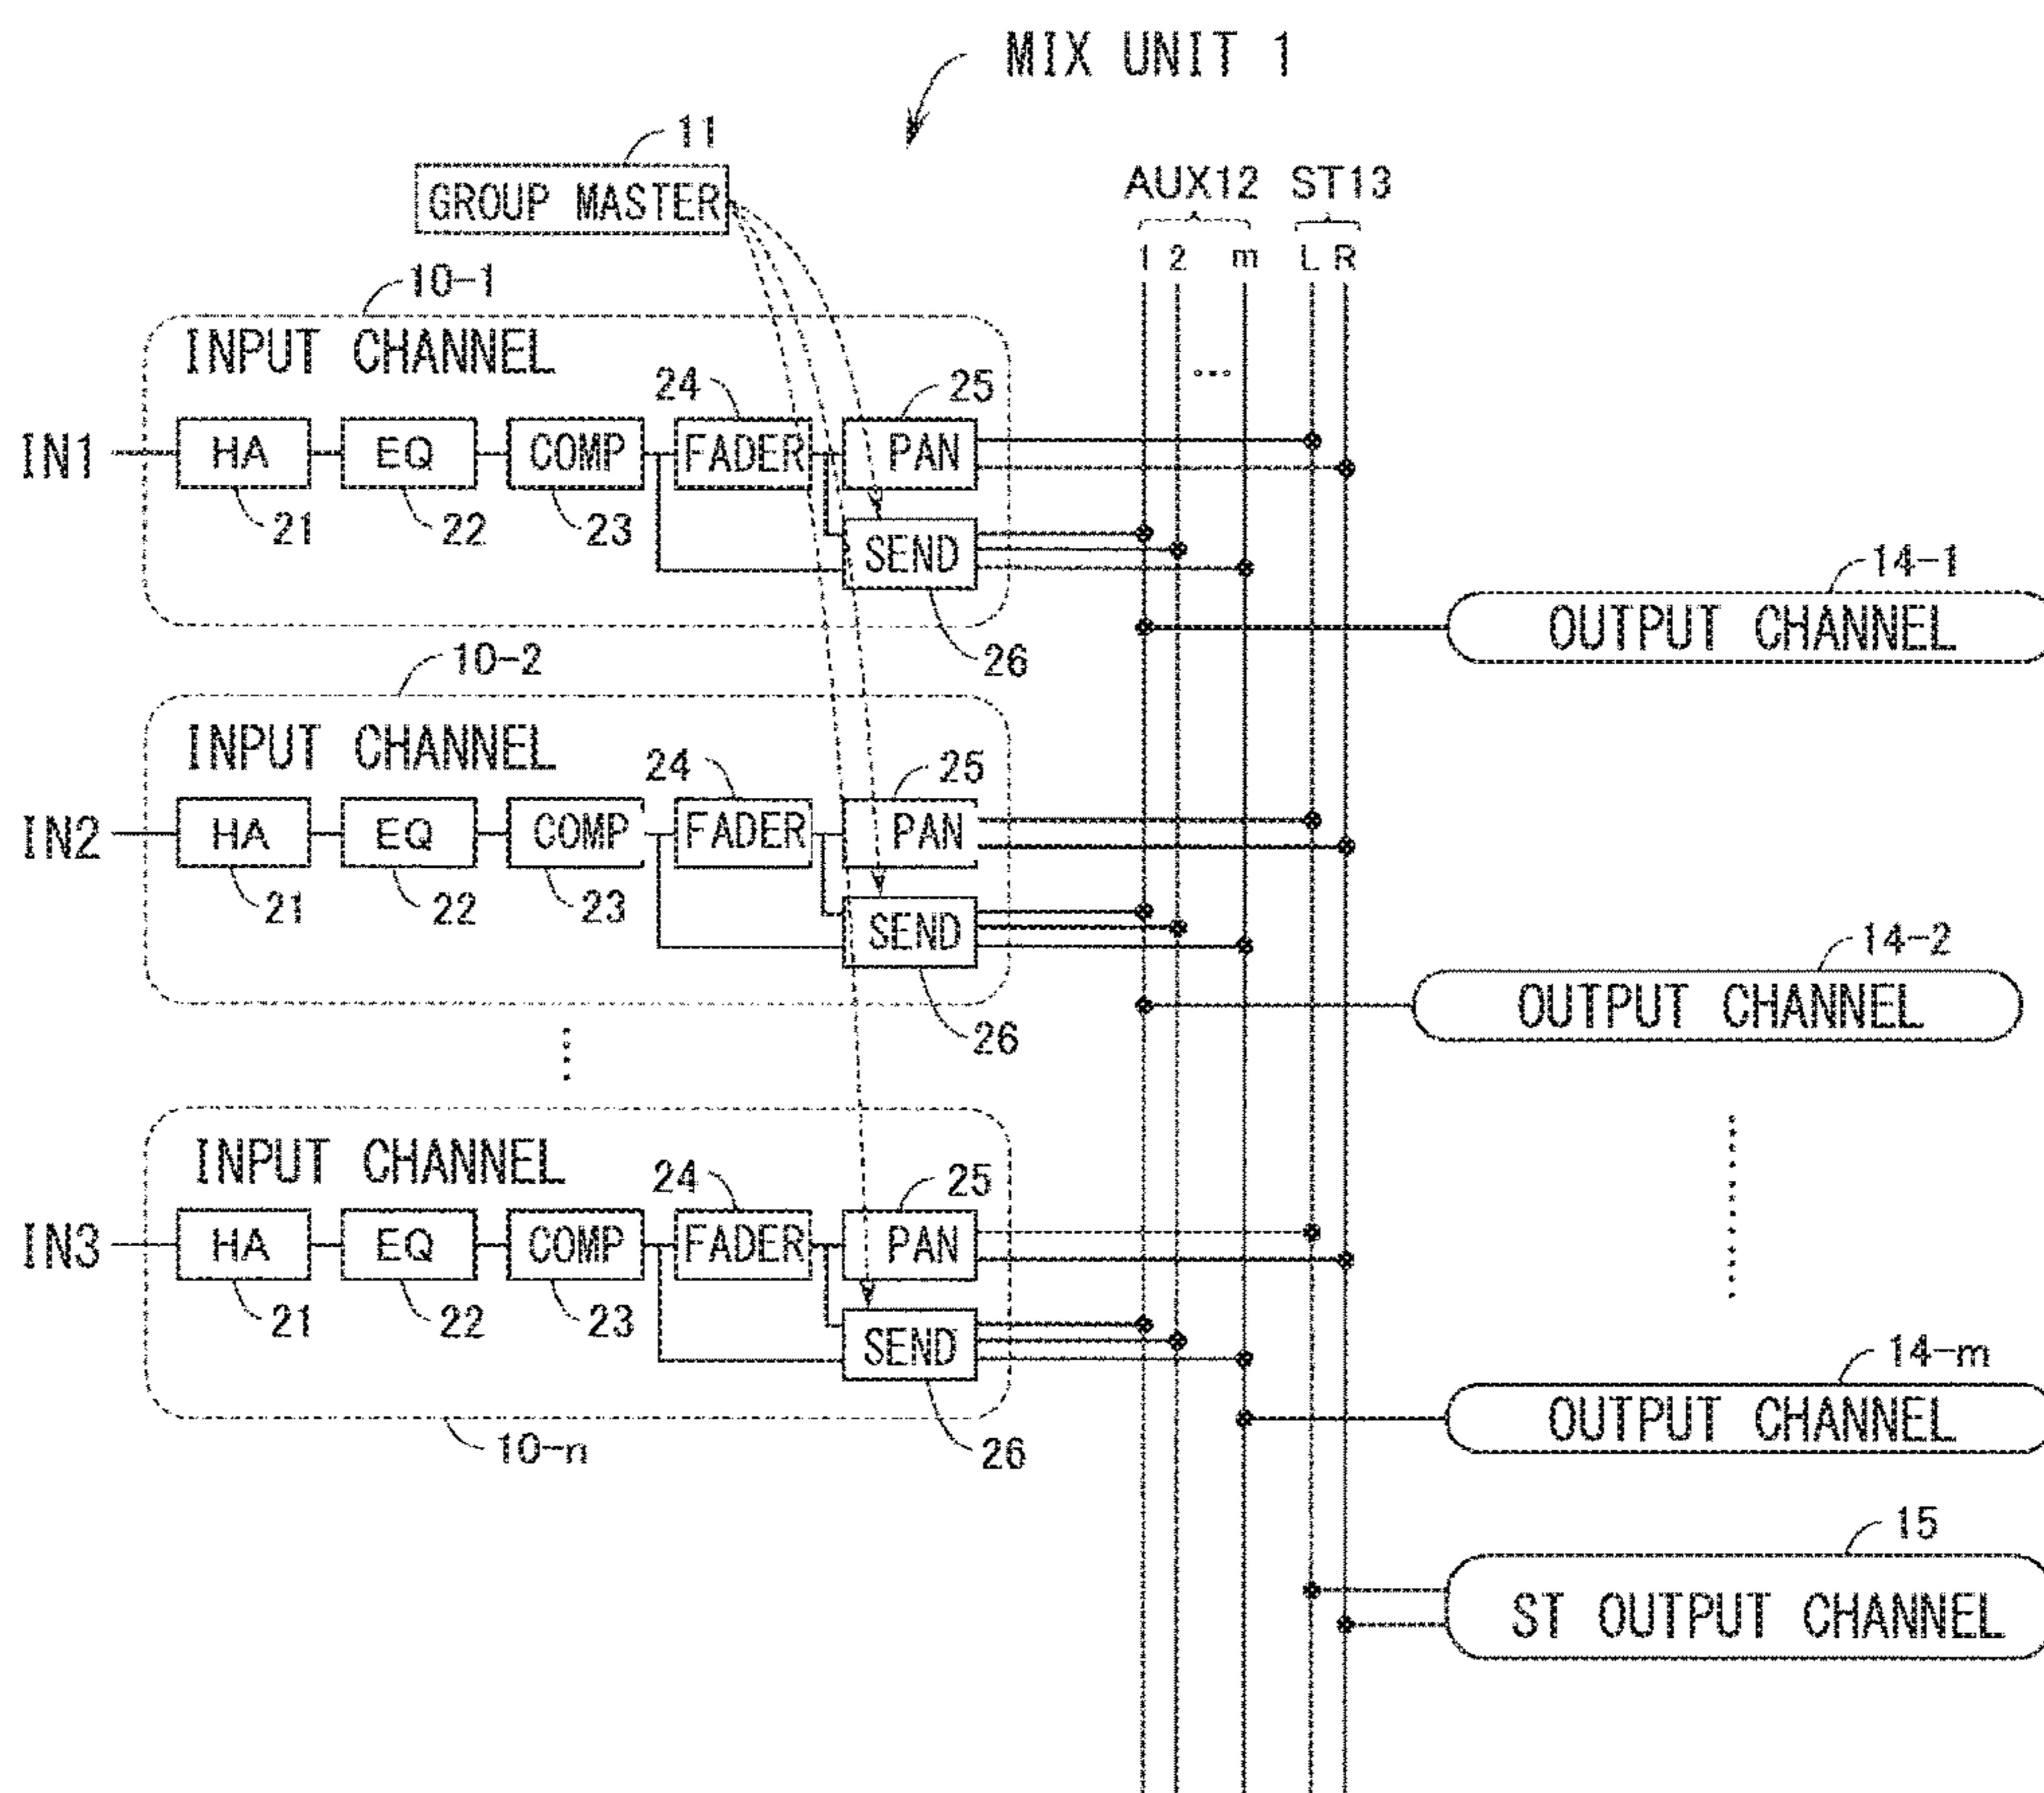 MIX UNIT 1
11
GROUP MASTER
AUX12 ST13
1 2 m L R
10-1
INPUT CHANNEL
...
24 25
IN1 HA EQ COMP FADER PAN
21 22 23
SEND
26
14-1
OUTPUT CHANNEL
10-2
INPUT CHANNEL
24 25
IN2 HA EQ COMP FADER PAN
21 22 23
SEND
26
14-2
OUTPUT CHANNEL
INPUT CHANNEL
24 25
IN3 HA EQ COMP FADER PAN
21 22 23
SEND
26
10-n
14-m
OUTPUT CHANNEL
15
ST OUTPUT CHANNEL